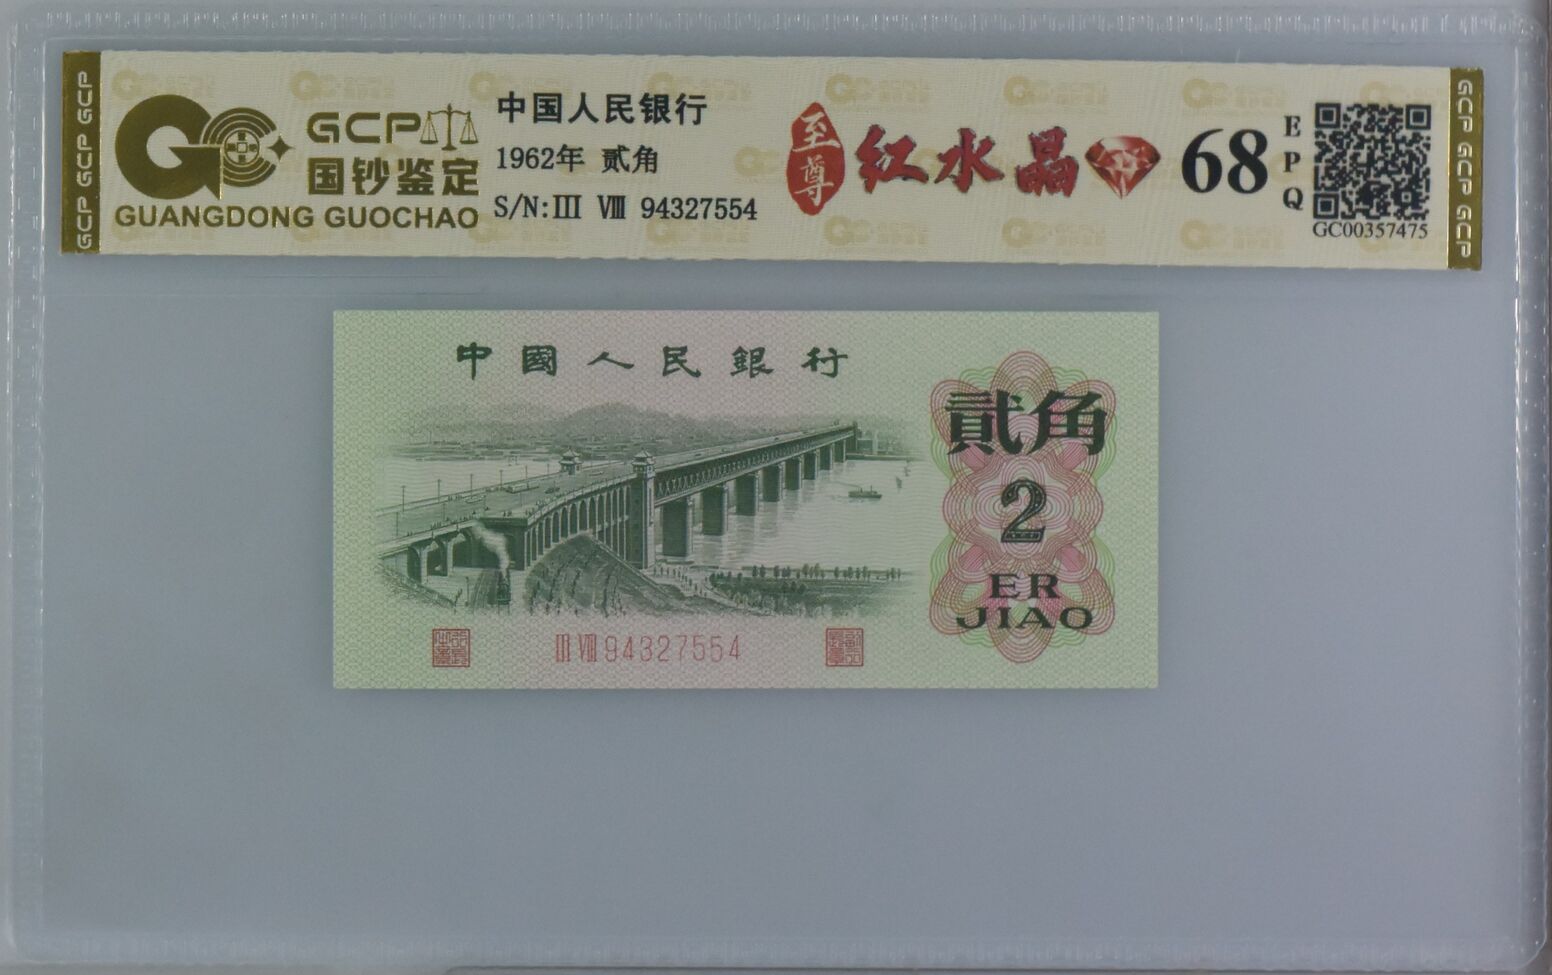 GCP GCP GCP
GCP
国钞鉴定
GUANGDONG GUOCHAO
中国人民银行
1962年 贰角
S/N:III VIII 94327554
至尊
红水晶
68
EPQ
GC00357475
GCP GCP GCP
中國人民銀行
貳角
2
ER
JIAO
III VIII 94327554